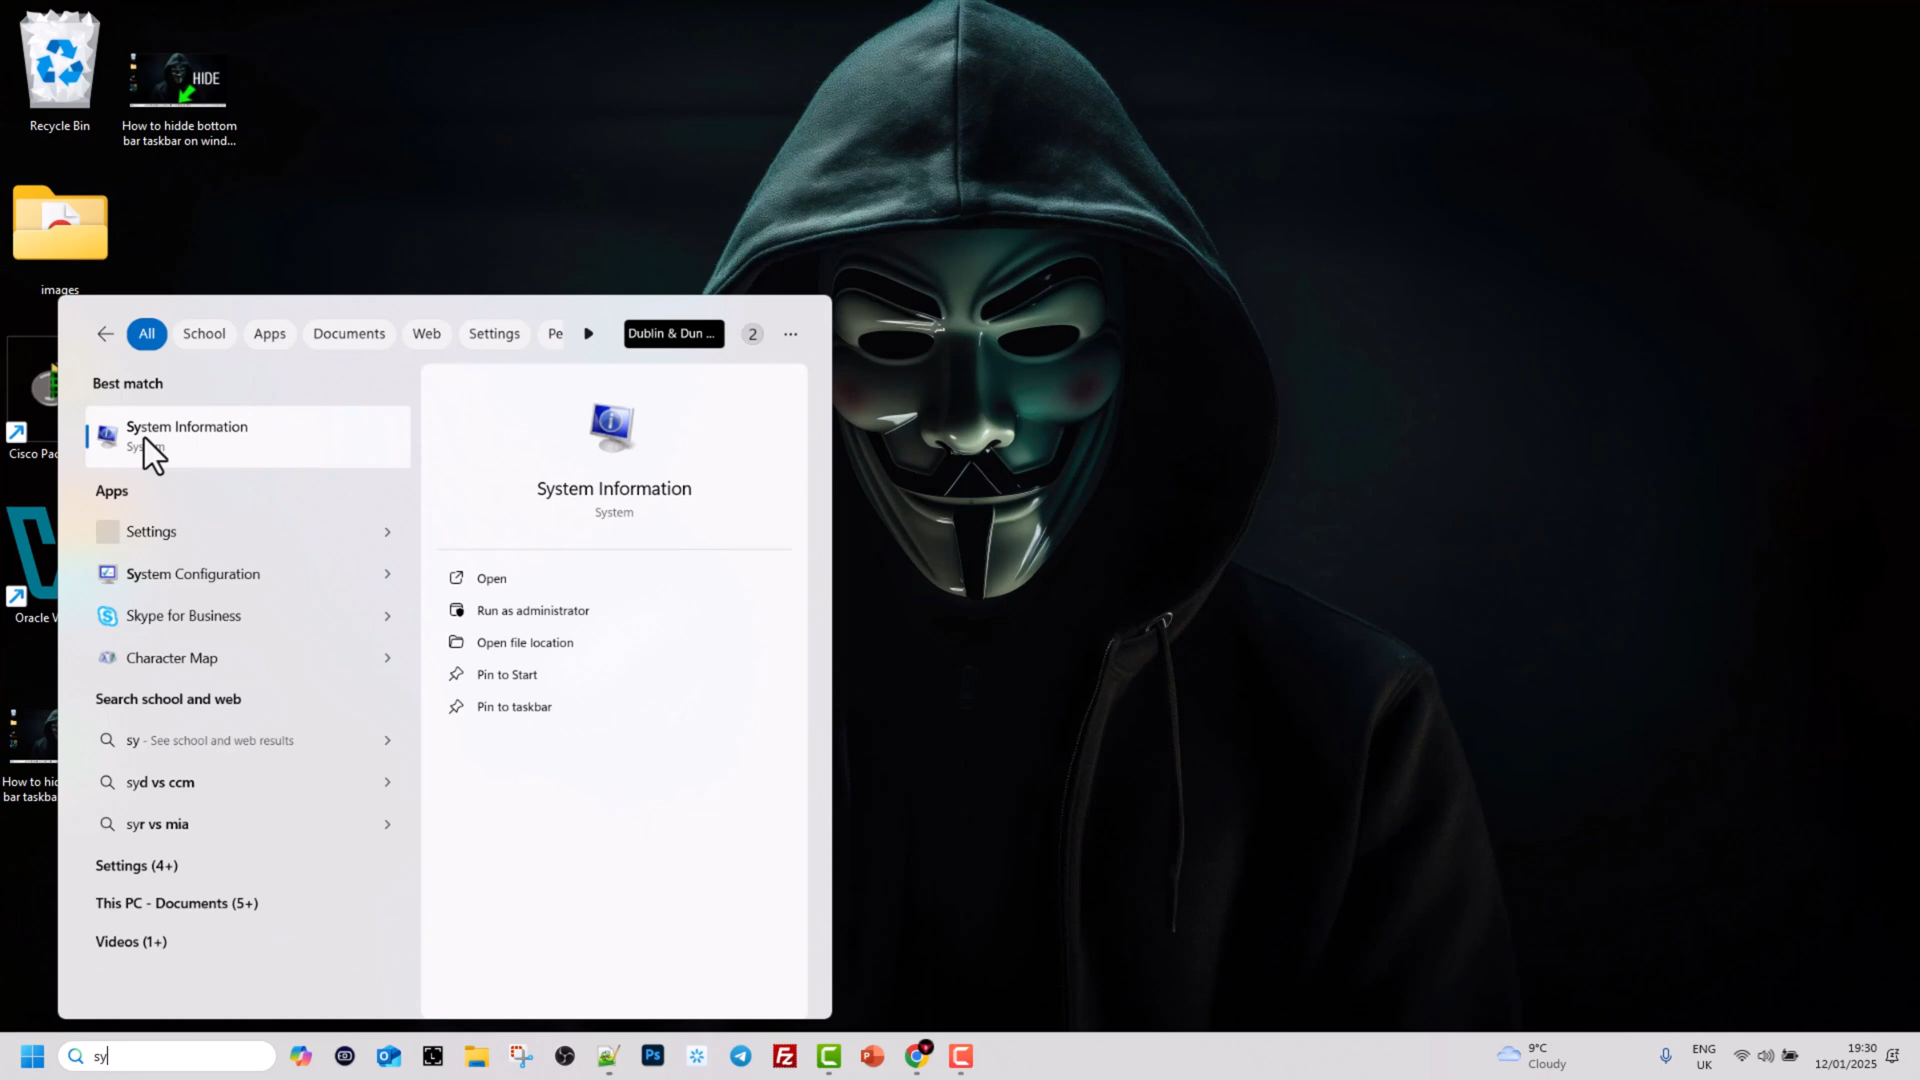 HIDE
Recycle Bin
How to hidde bottom
bar taskbar on wind...
images
Cisco Pac
Oracle V
How to hid
bar taskba
All
School
Apps
Documents
Web
Settings
Pe
Dublin & Dun ...
2
Best match
System Information
Apps
Settings
System Configuration
Skype for Business
Character Map
Search school and web
sy - See school and web results
syd vs ccm
syr vs mia
Settings (4+)
This PC - Documents (5+)
Videos (1+)
System Information
System
Open
Run as administrator
Open file location
Pin to Start
Pin to taskbar
sy
L
Ps
Fz
C
P
C
9°C
Cloudy
ENG
UK
19:30
12/01/2025